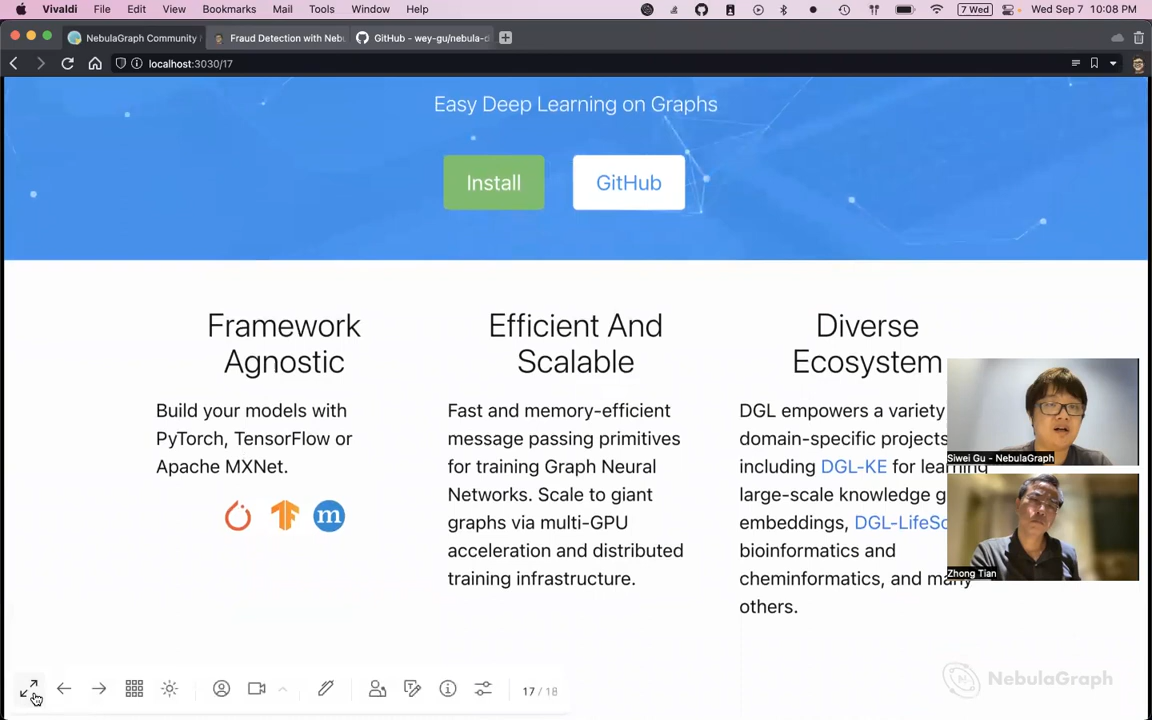 Vivaldi File Edit View Bookmarks Mail Tools Window Help 7 Wed Wed Sep 7 10:08 PM
NebulaGraph Community Fraud Detection with Neb GitHub - wey-gu/nebula-d
localhost:3030/17
Easy Deep Learning on Graphs
Install GitHub
Framework
Agnostic
Build your models with
PyTorch, TensorFlow or
Apache MXNet.
m
Efficient And
Scalable
Fast and memory-efficient
message passing primitives
for training Graph Neural
Networks. Scale to giant
graphs via multi-GPU
acceleration and distributed
training infrastructure.
Diverse
Ecosystem
DGL empowers a variety
domain-specific projects
including DGL-KE for learning
large-scale knowledge g
embeddings, DGL-LifeSc
bioinformatics and
cheminformatics, and many
others.
Siwei Gu - NebulaGraph
Zhong Tian
17 / 18
NebulaGraph